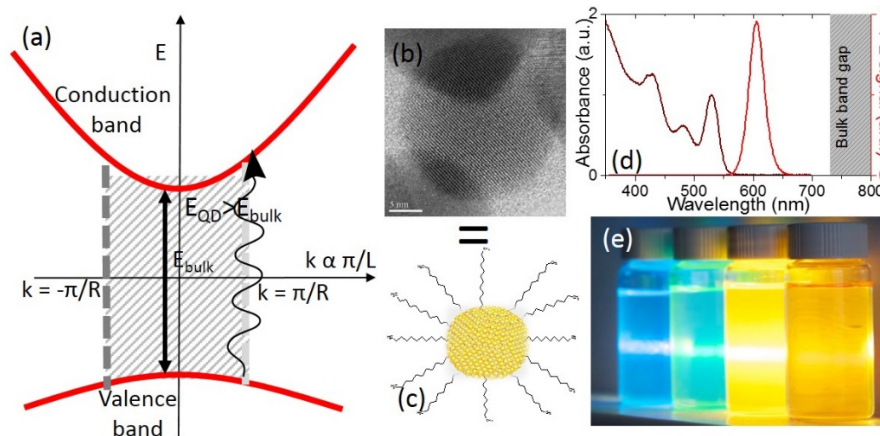 (a)
E
Conduction
band
E_QD > E_bulk
E_bulk
k α π/L
k = -π/R
k = π/R
Valence
band
(b)
5 nm
=
(c)
2
1
0
Absorbance (a.u.)
Bulk band gap
(d)
400 500 600 700 800
Wavelength (nm)
(e)